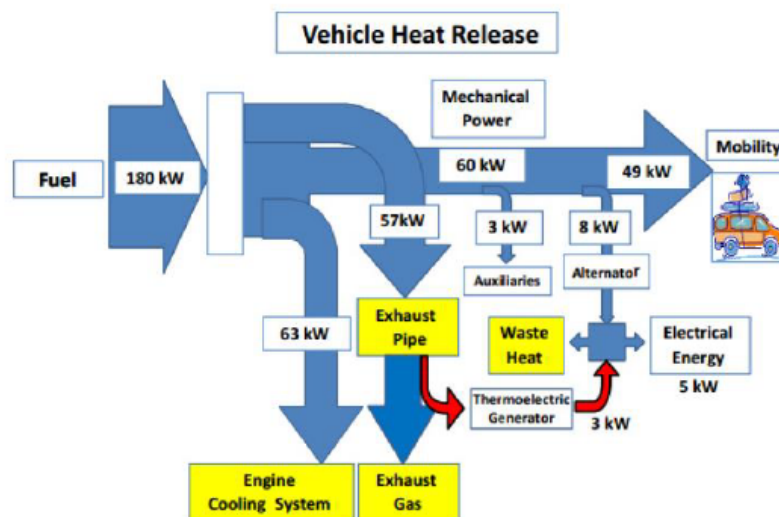 Vehicle Heat Release
Mechanical
Power
Mobility
Fuel
180 kW
60 kW
49 kW
57kW
3 kW
8 kW
Auxiliaries
Alternator
63 kW
Exhaust
Pipe
Waste
Heat
Electrical
Energy
5 kW
Thermoelectric
Generator
3 kW
Engine
Cooling System
Exhaust
Gas